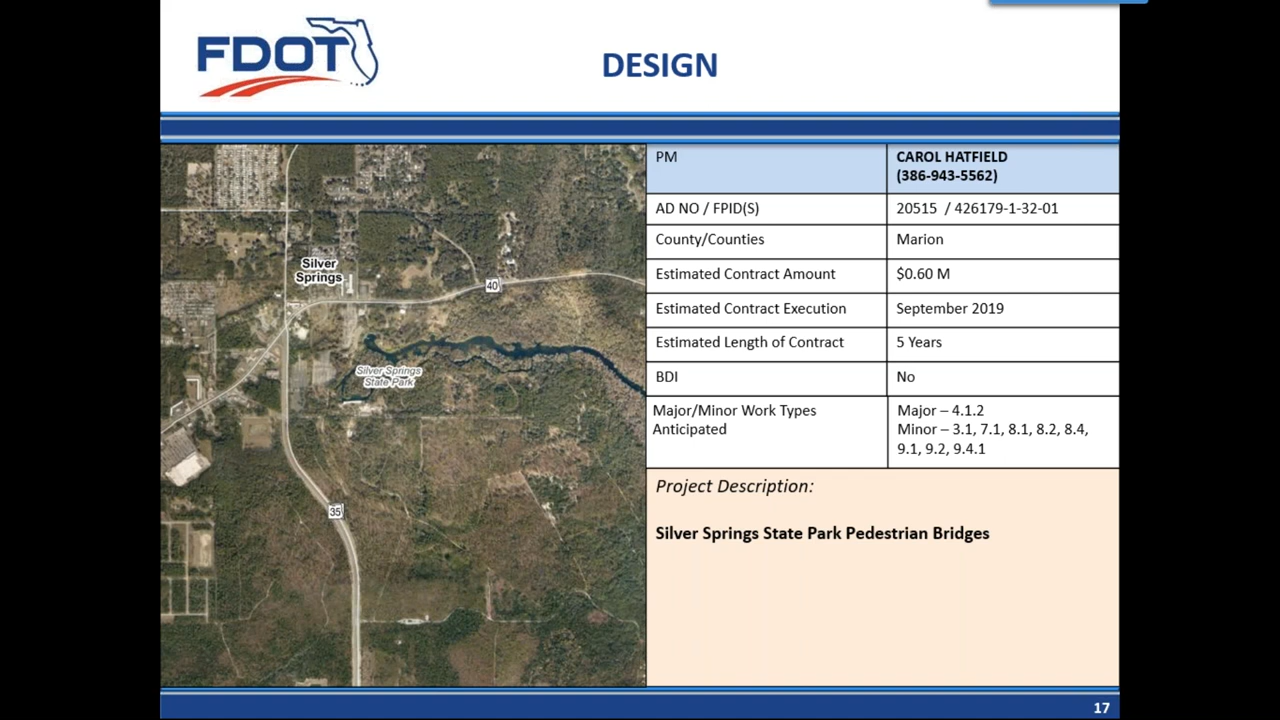 FDOT
DESIGN
Silver
Springs
40
Silver Springs
State Park
35
PM
CAROL HATFIELD
(386-943-5562)
AD NO / FPID(S)
20515 / 426179-1-32-01
County/Counties
Marion
Estimated Contract Amount
$0.60 M
Estimated Contract Execution
September 2019
Estimated Length of Contract
5 Years
BDI
No
Major/Minor Work Types
Anticipated
Major – 4.1.2
Minor – 3.1, 7.1, 8.1, 8.2, 8.4,
9.1, 9.2, 9.4.1
Project Description:
Silver Springs State Park Pedestrian Bridges
17